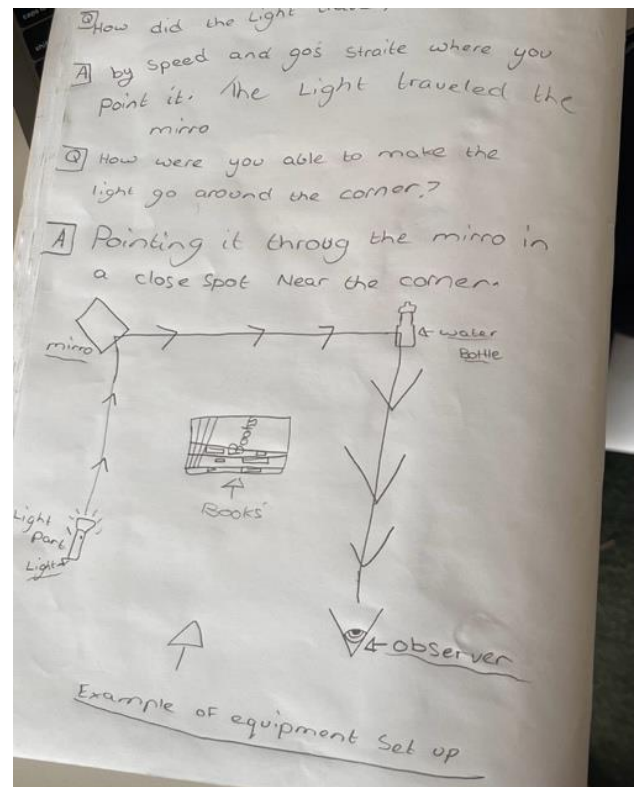 Q How did the Light
A by speed and gos straite where you
Point it. The Light traveled the
mirro
Q How were you able to make the
light go around the corner?
A Pointing it throug the mirro in
a close spot Near the corner.
mirro
water
Bottle
Books
Light
Part
Light
observer
Example of equipment Set up